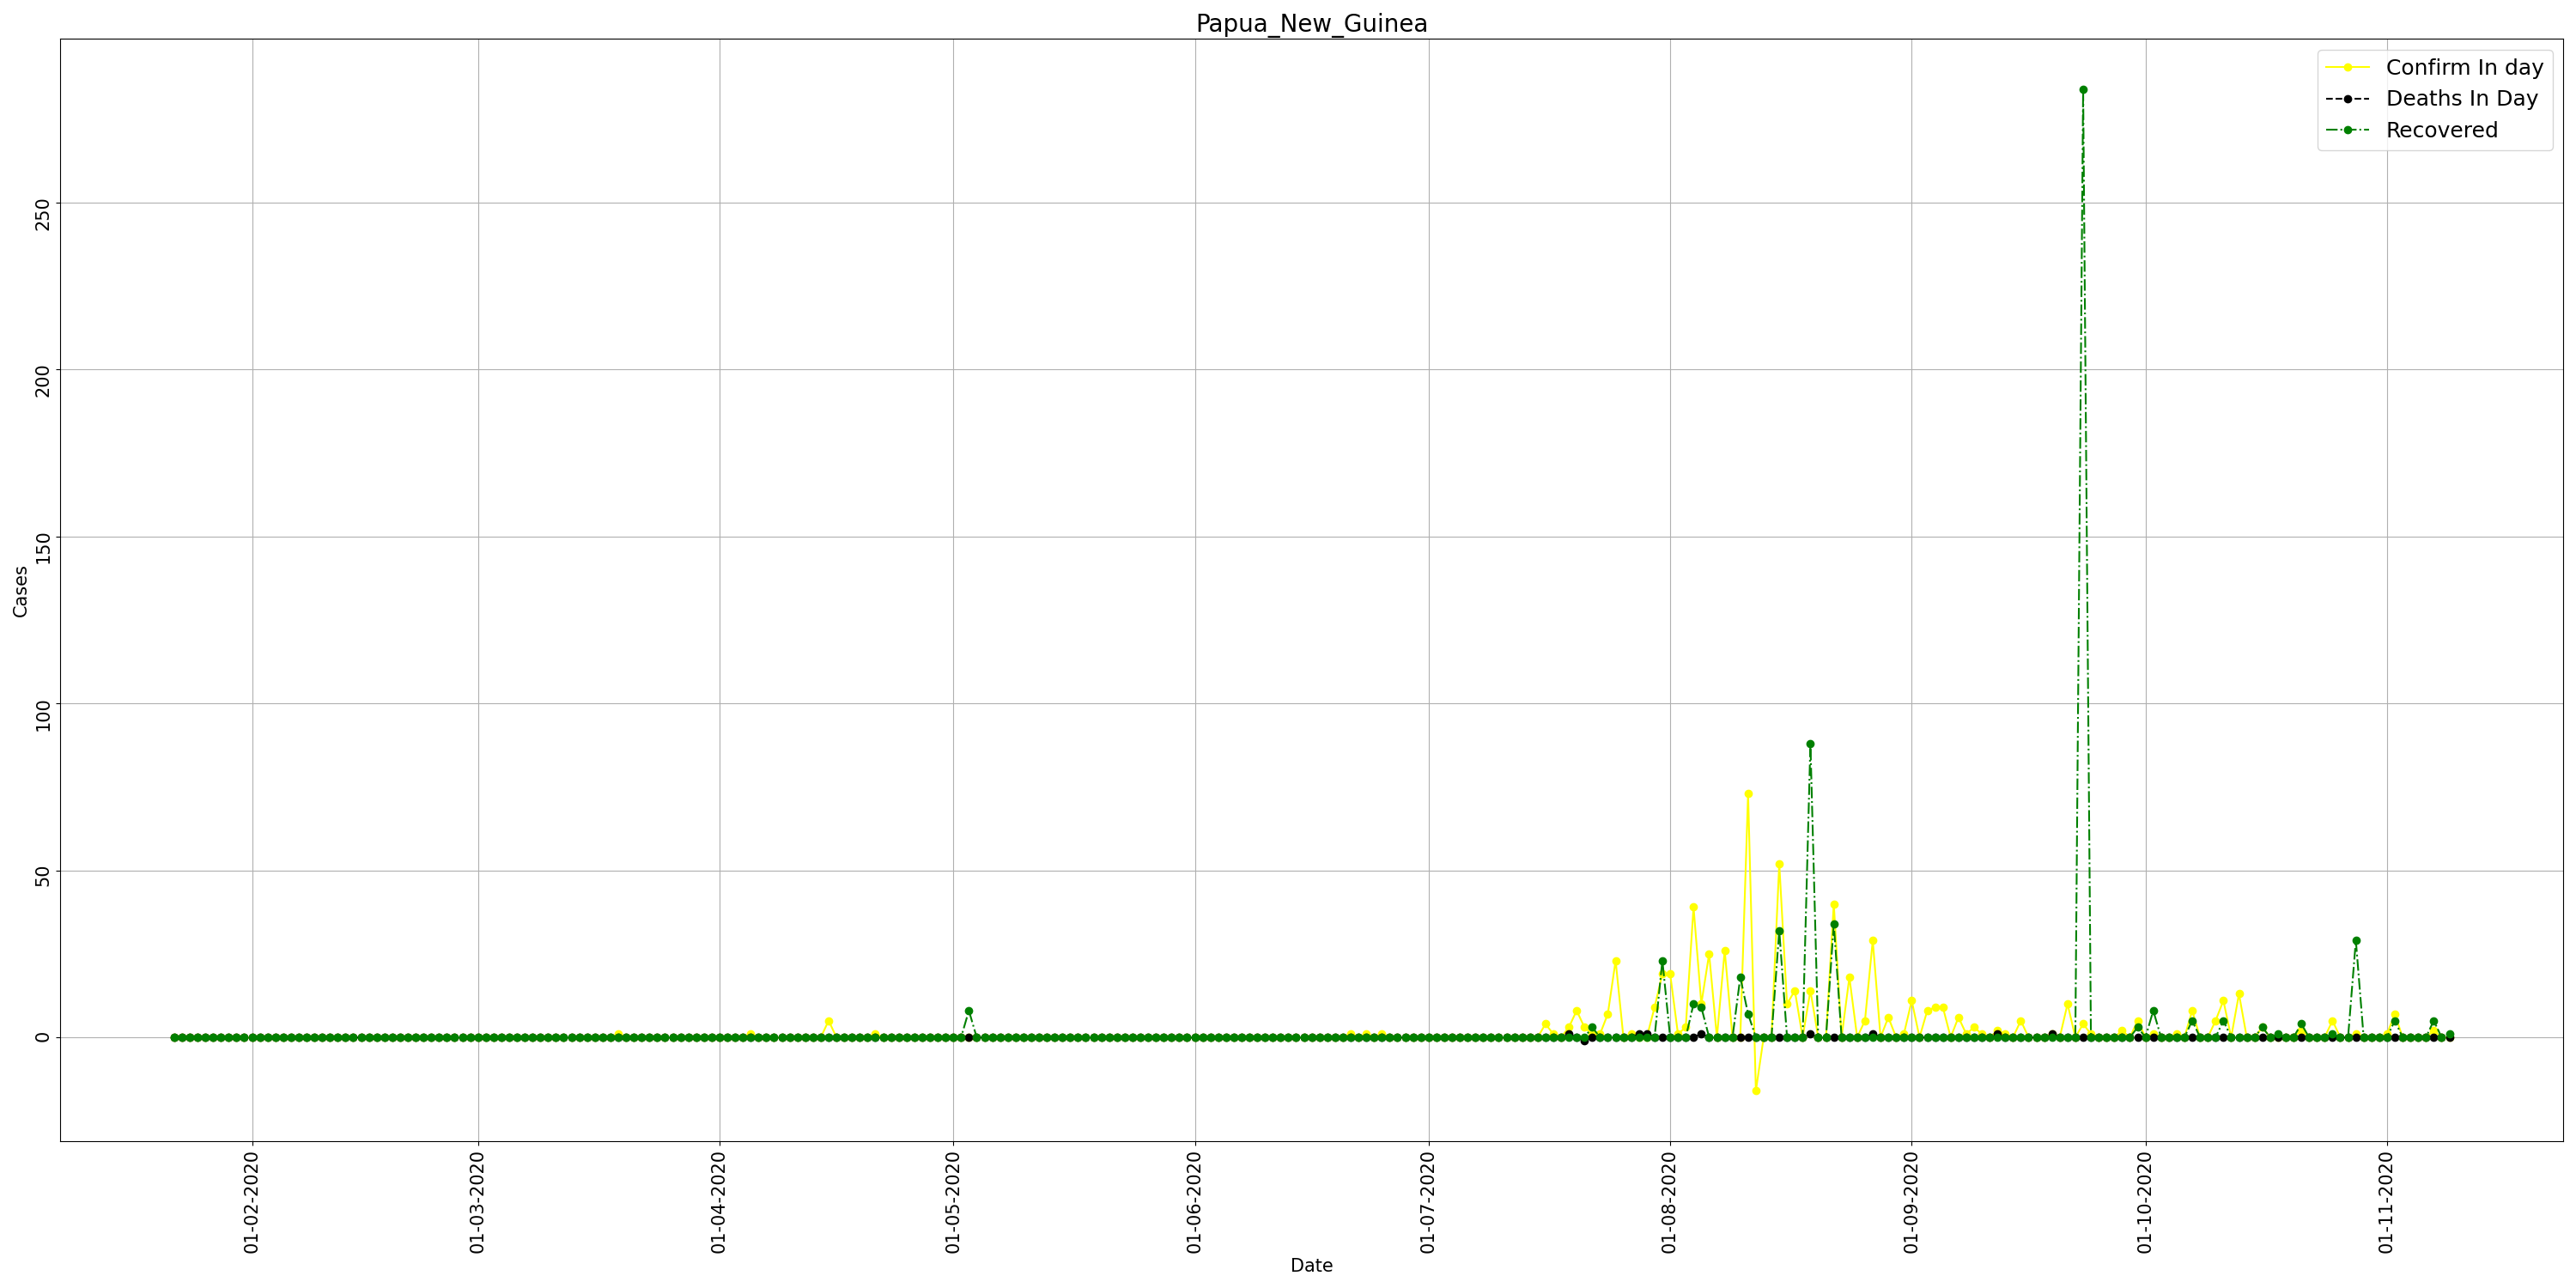 Papua_New_Guinea
Confirm In day
Deaths In Day
Recovered
Cases
250
200
150
100
50
0
01-02-2020
01-03-2020
01-04-2020
01-05-2020
01-06-2020
01-07-2020
01-08-2020
01-09-2020
01-10-2020
01-11-2020
Date